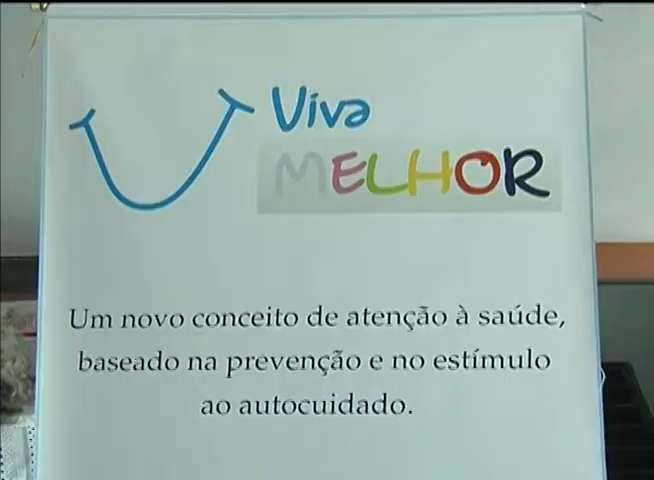 Viva
MELHOR
Um novo conceito de atenção à saúde,
baseado na prevenção e no estímulo
ao autocuidado.